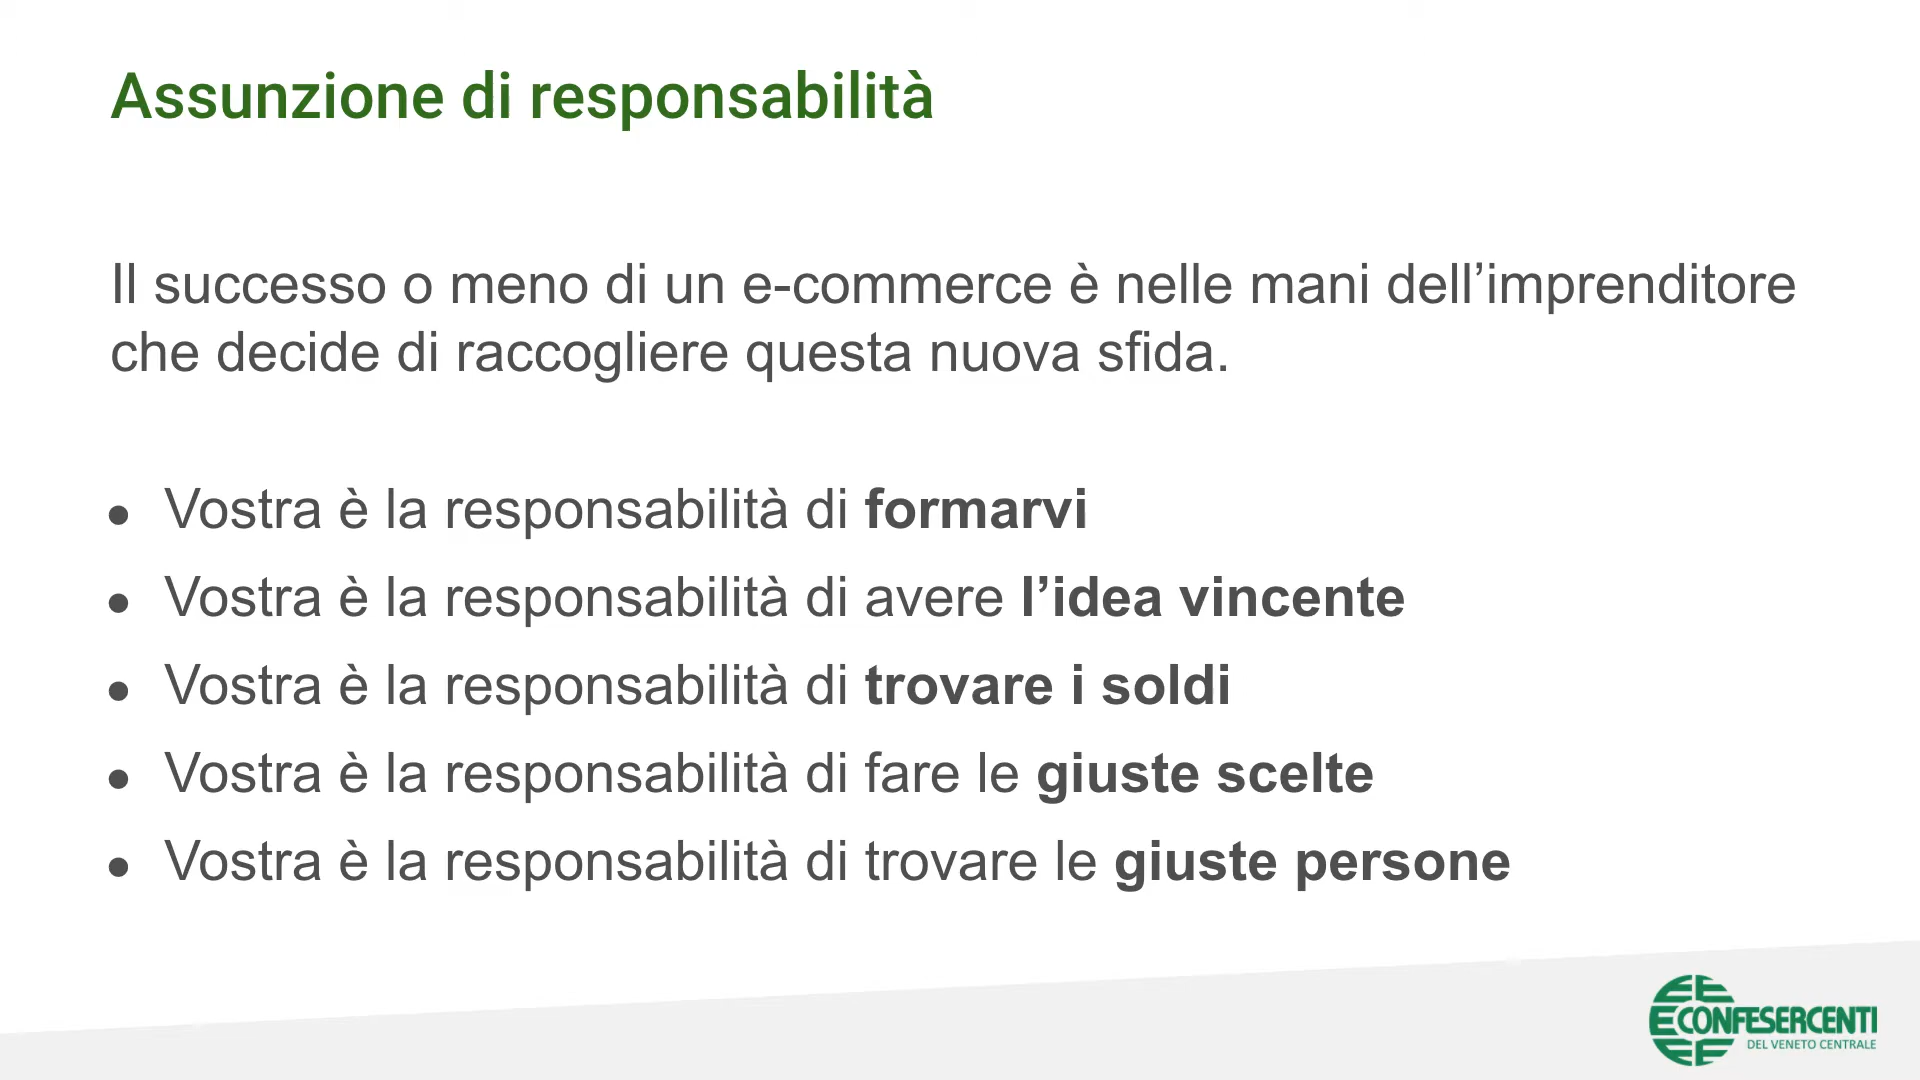 Assunzione di responsabilità
Il successo o meno di un e-commerce è nelle mani dell’imprenditore
che decide di raccogliere questa nuova sfida.
● Vostra è la responsabilità di formarvi
● Vostra è la responsabilità di avere l’idea vincente
● Vostra è la responsabilità di trovare i soldi
● Vostra è la responsabilità di fare le giuste scelte
● Vostra è la responsabilità di trovare le giuste persone
CONFESERCENTI
DEL VENETO CENTRALE